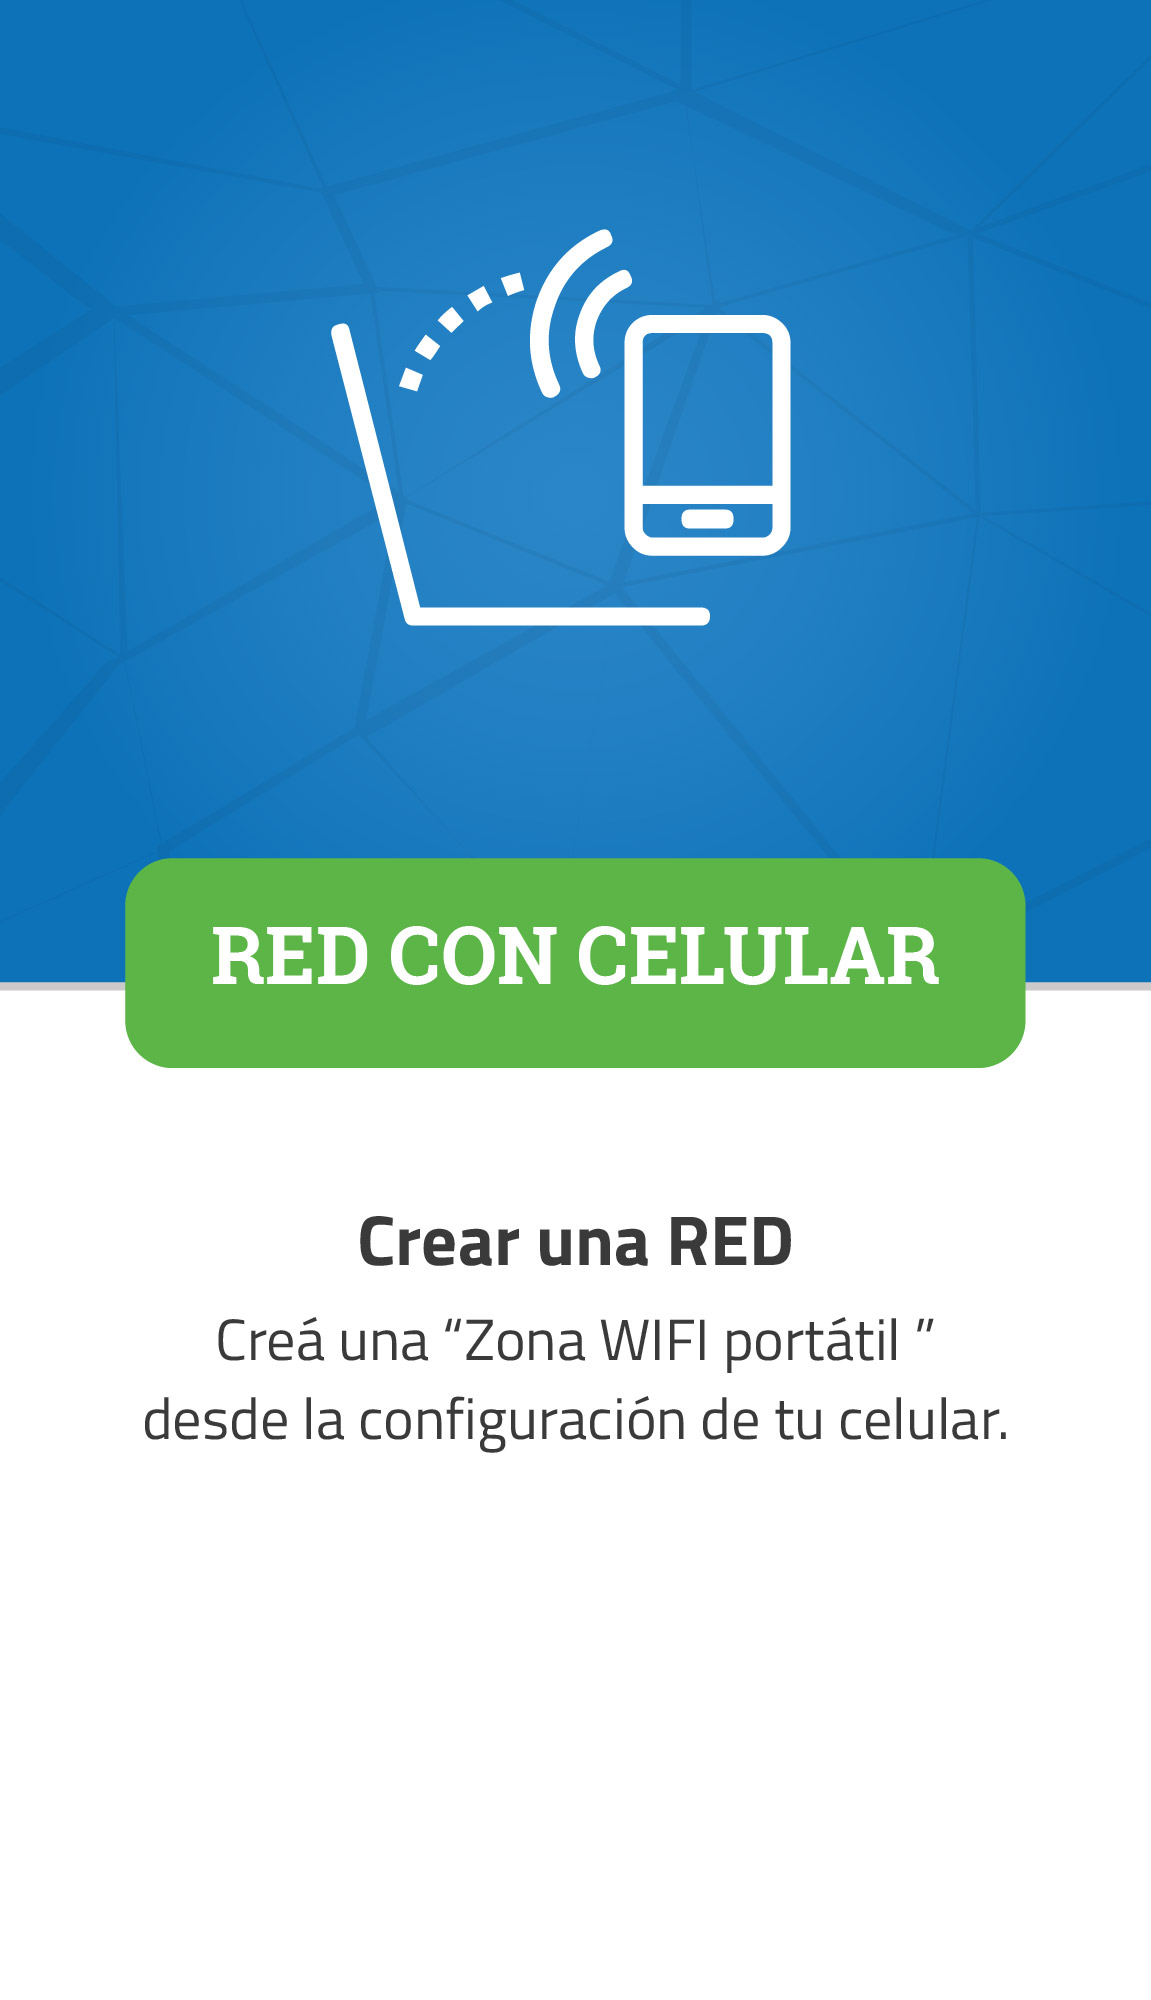 RED CON CELULAR
Crear una RED
Creá una “Zona WIFI portátil ”
desde la configuración de tu celular.